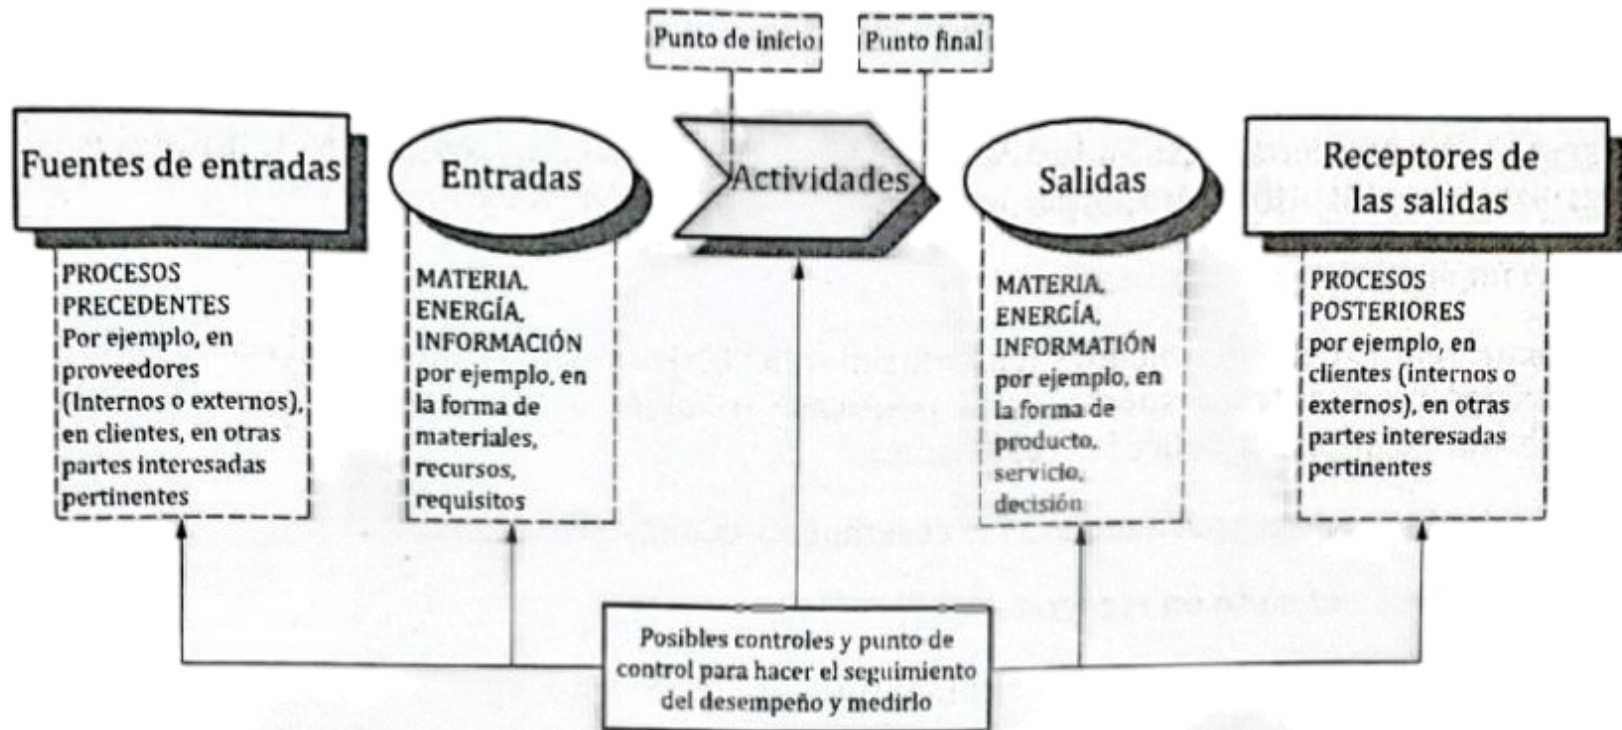 Punto de inicio
Punto final
Fuentes de entradas
Entradas
Actividades
Salidas
Receptores de
las salidas
PROCESOS
PRECEDENTES
Por ejemplo, en
proveedores
(Internos o externos),
en clientes, en otras
partes interesadas
pertinentes
MATERIA,
ENERGÍA,
INFORMACIÓN
por ejemplo, en
la forma de
materiales,
recursos,
requisitos
MATERIA,
ENERGÍA,
INFORMATIÓN
por ejemplo, en
la forma de
producto,
servicio,
decisión
PROCESOS
POSTERIORES
por ejemplo, en
clientes (internos o
externos), en otras
partes interesadas
pertinentes
Posibles controles y punto de
control para hacer el seguimiento
del desempeño y medirlo